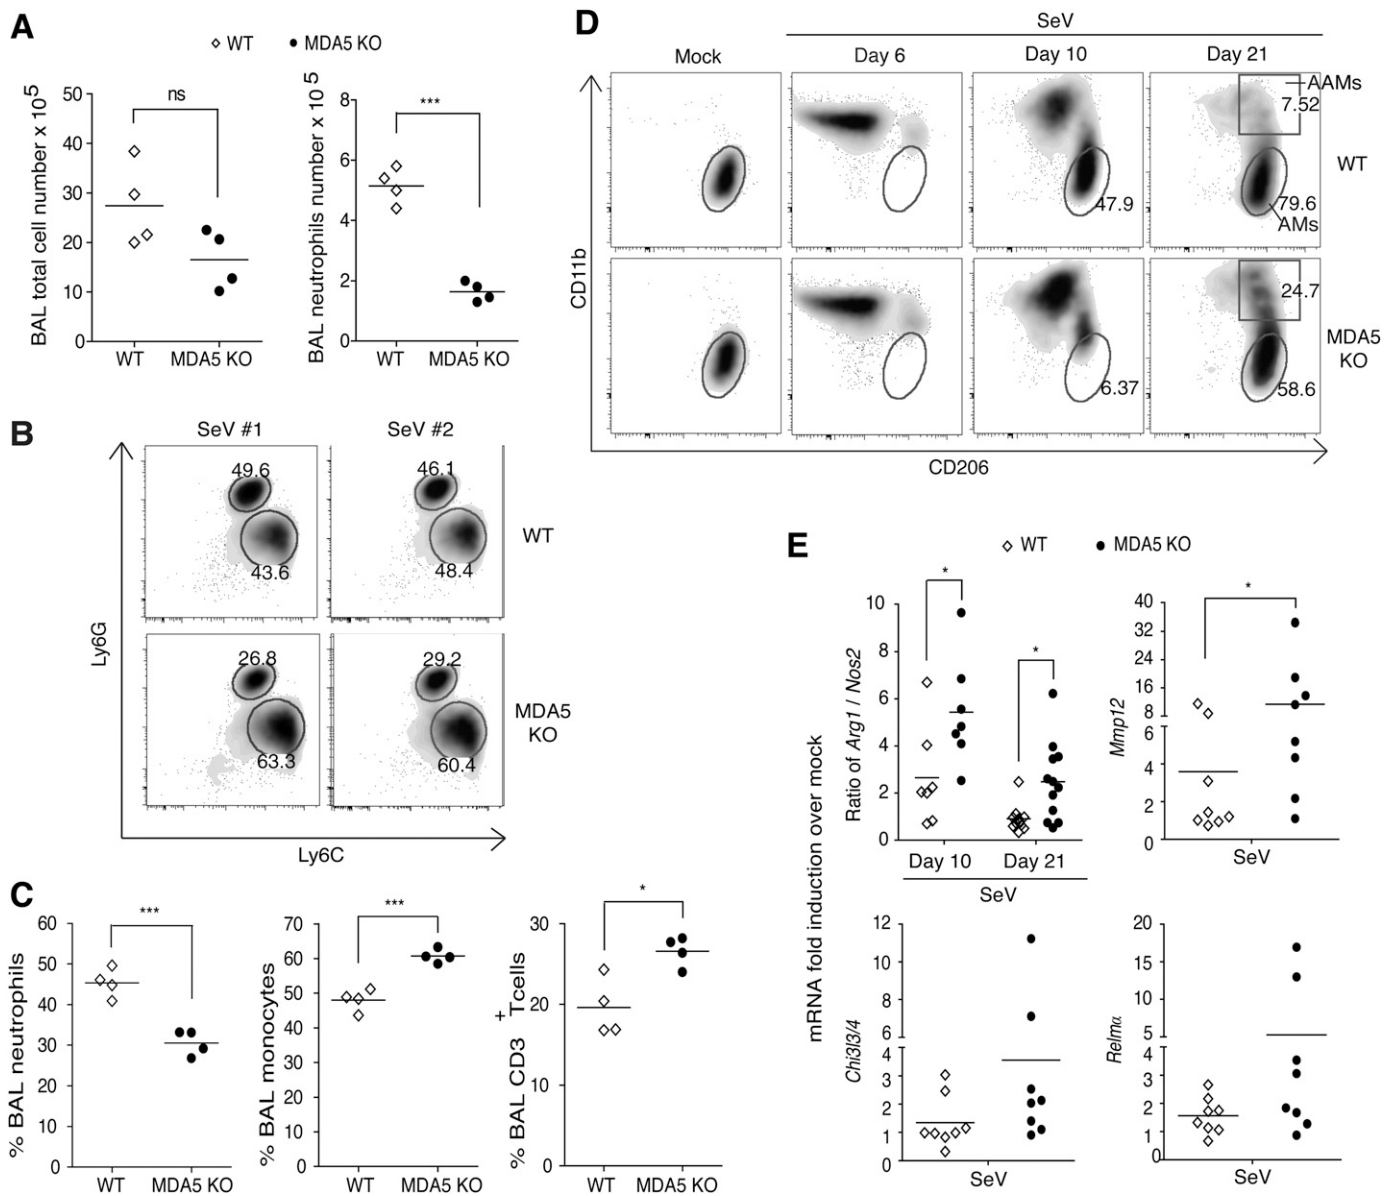 A
◇ WT ● MDA5 KO
BAL total cell number x 10⁵
50
40
30
20
10
0
ns
WT MDA5 KO
BAL neutrophils number x 10⁵
8
6
4
2
0
***
WT MDA5 KO
B
SeV #1 SeV #2
49.6 46.1
43.6 48.4
WT
26.8 29.2
63.3 60.4
MDA5
KO
Ly6G
Ly6C
C
% BAL neutrophils
60
50
40
30
20
10
0
***
WT MDA5 KO
% BAL monocytes
70
60
50
40
30
20
10
0
***
WT MDA5 KO
% BAL CD3 + Tcells
30
20
10
0
*
WT MDA5 KO
D
SeV
Mock Day 6 Day 10 Day 21
AAMs
7.52
47.9
79.6
AMs
WT
24.7
6.37
58.6
MDA5
KO
CD11b
CD206
E
◇ WT ● MDA5 KO
mRNA fold induction over mock
Ratio of Arg1 / Nos2
10
8
6
4
2
0
*
*
Day 10 Day 21
SeV
Mmp12
40
32
24
16
8
6
4
2
0
*
SeV
Chi3l3/4
12
10
8
6
4
3
2
1
0
SeV
Relmα
20
15
10
5
4
3
2
1
0
SeV